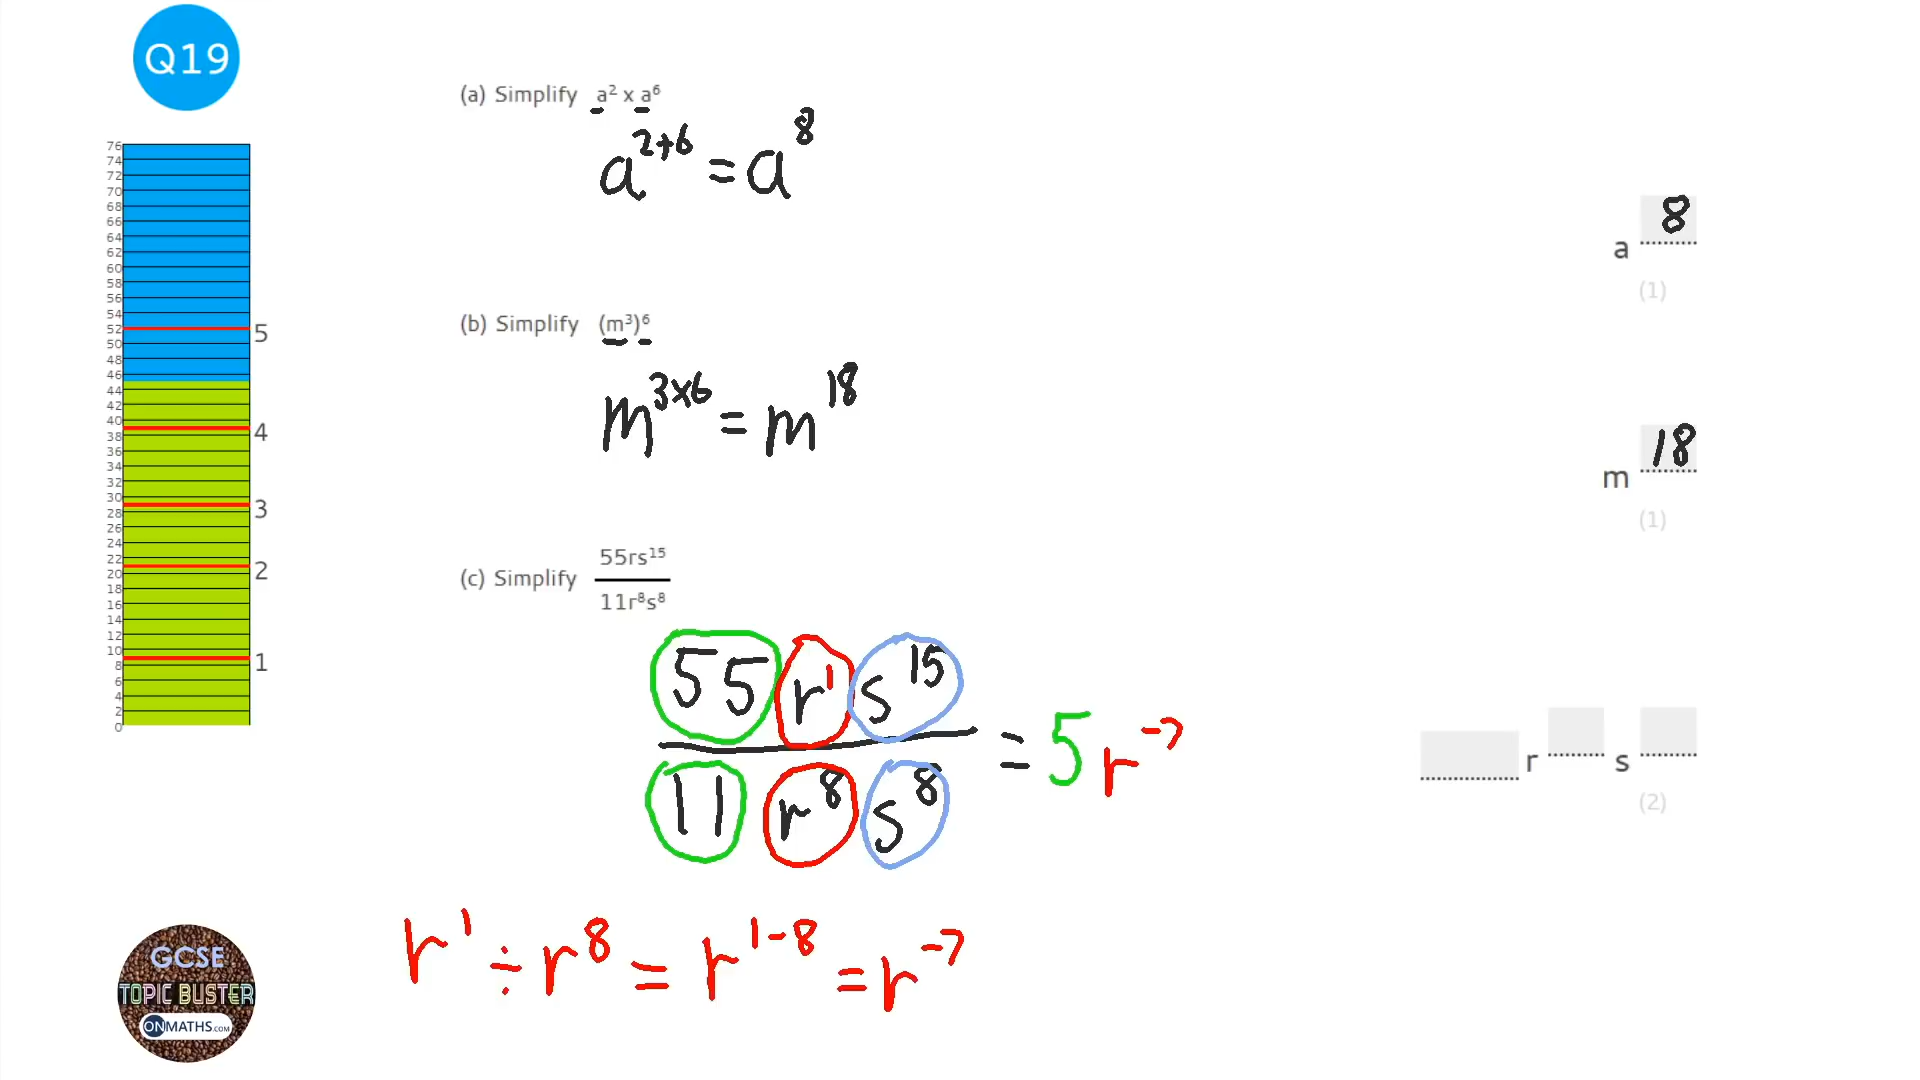 Q19
(a) Simplify a² x a⁶
a²⁺⁶ = a⁸
a 8
(1)
(b) Simplify (m³)⁶
m³ˣ⁶ = m¹⁸
m 18
(1)
(c) Simplify 55rs¹⁵
11r⁸s⁸
55 r¹ s¹⁵
= 5 r⁻⁷
11 r⁸ s⁸
r s
(2)
r¹ ÷ r⁸ = r¹⁻⁸ = r⁻⁷
76
74
72
70
68
66
64
62
60
58
56
54
52
50
48
46
44
42
40
38
36
34
32
30
28
26
24
22
20
18
16
14
12
10
8
6
4
2
0
5
4
3
2
1
GCSE
TOPIC BUSTER
ONMATHS.COM